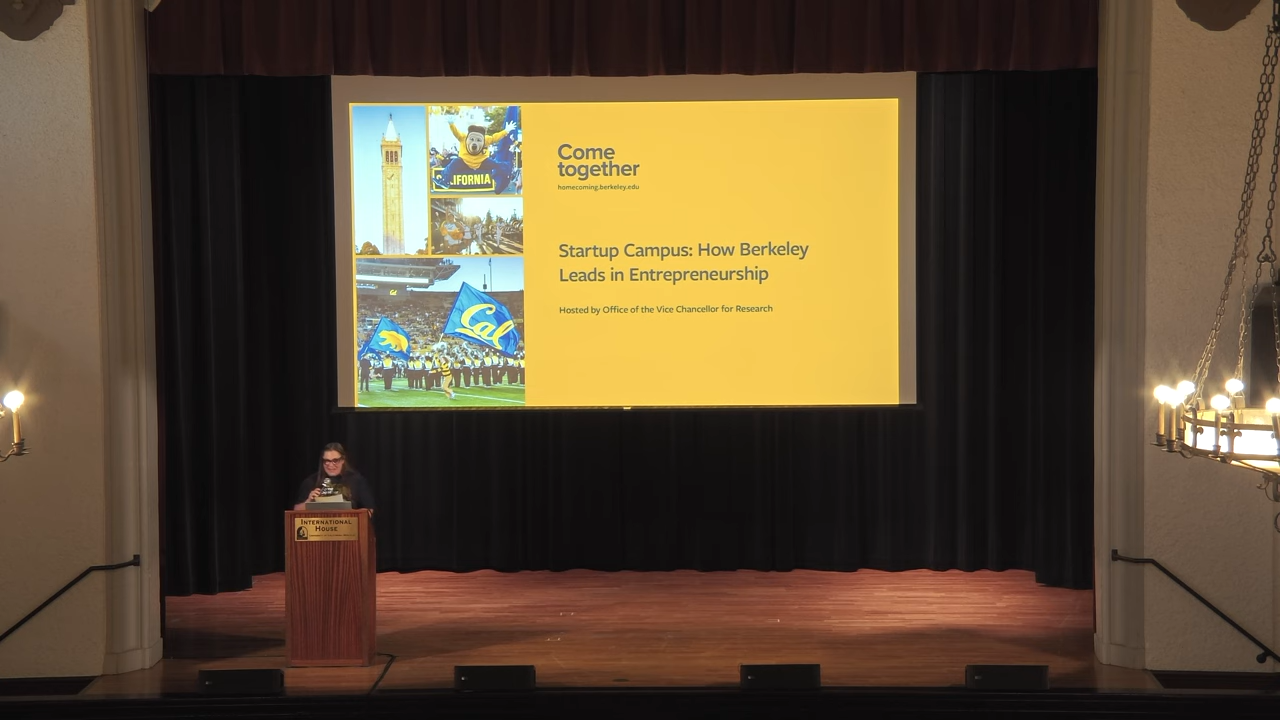 Come
together
homecoming.berkeley.edu
IFORNIA
Startup Campus: How Berkeley
Leads in Entrepreneurship
Hosted by Office of the Vice Chancellor for Research
Cal
Cal
INTERNATIONAL
HOUSE